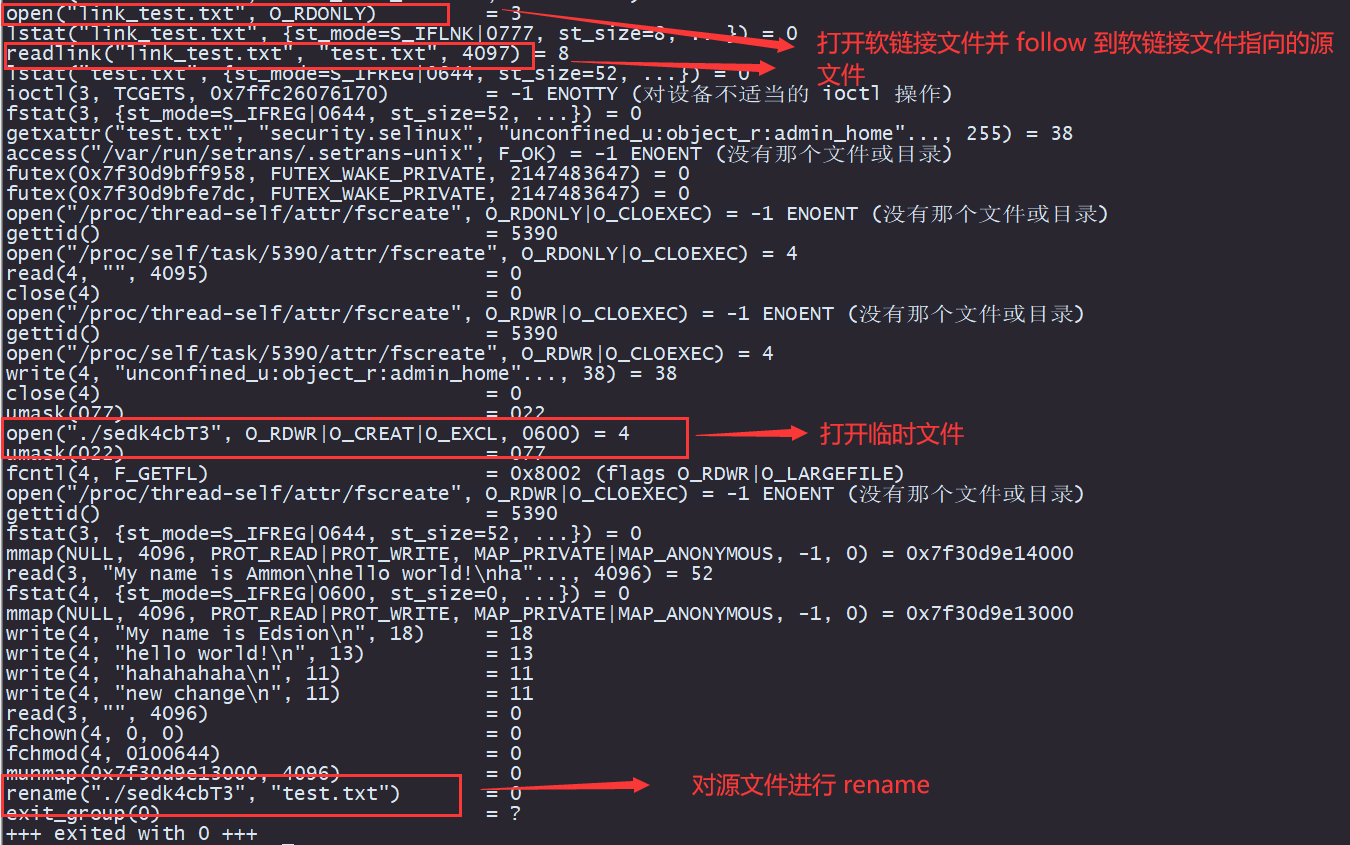 open("link_test.txt", O_RDONLY) = 3
lstat("link_test.txt", {st_mode=S_IFLNK|0777, st_size=8, ...}) = 0
readlink("link_test.txt", "test.txt", 4097) = 8
打开软链接文件并 follow 到软链接文件指向的源
文件
lstat("test.txt", {st_mode=S_IFREG|0644, st_size=52, ...}) = 0
ioctl(3, TCGETS, 0x7ffc26076170) = -1 ENOTTY (对设备不适当的 ioctl 操作)
fstat(3, {st_mode=S_IFREG|0644, st_size=52, ...}) = 0
getxattr("test.txt", "security.selinux", "unconfined_u:object_r:admin_home"..., 255) = 38
access("/var/run/setrans/.setrans-unix", F_OK) = -1 ENOENT (没有那个文件或目录)
futex(0x7f30d9bff958, FUTEX_WAKE_PRIVATE, 2147483647) = 0
futex(0x7f30d9bfe7dc, FUTEX_WAKE_PRIVATE, 2147483647) = 0
open("/proc/thread-self/attr/fscreate", O_RDONLY|O_CLOEXEC) = -1 ENOENT (没有那个文件或目录)
gettid() = 5390
open("/proc/self/task/5390/attr/fscreate", O_RDONLY|O_CLOEXEC) = 4
read(4, "", 4095) = 0
close(4) = 0
open("/proc/thread-self/attr/fscreate", O_RDWR|O_CLOEXEC) = -1 ENOENT (没有那个文件或目录)
gettid() = 5390
open("/proc/self/task/5390/attr/fscreate", O_RDWR|O_CLOEXEC) = 4
write(4, "unconfined_u:object_r:admin_home"..., 38) = 38
close(4) = 0
umask(077) = 022
open("./sedk4cbT3", O_RDWR|O_CREAT|O_EXCL, 0600) = 4
打开临时文件
umask(022) = 077
fcntl(4, F_GETFL) = 0x8002 (flags O_RDWR|O_LARGEFILE)
open("/proc/thread-self/attr/fscreate", O_RDWR|O_CLOEXEC) = -1 ENOENT (没有那个文件或目录)
gettid() = 5390
fstat(3, {st_mode=S_IFREG|0644, st_size=52, ...}) = 0
mmap(NULL, 4096, PROT_READ|PROT_WRITE, MAP_PRIVATE|MAP_ANONYMOUS, -1, 0) = 0x7f30d9e14000
read(3, "My name is Ammon\nhello world!\nha"..., 4096) = 52
fstat(4, {st_mode=S_IFREG|0600, st_size=0, ...}) = 0
mmap(NULL, 4096, PROT_READ|PROT_WRITE, MAP_PRIVATE|MAP_ANONYMOUS, -1, 0) = 0x7f30d9e13000
write(4, "My name is Edsion\n", 18) = 18
write(4, "hello world!\n", 13) = 13
write(4, "hahahahaha\n", 11) = 11
write(4, "new change\n", 11) = 11
read(3, "", 4096) = 0
fchown(4, 0, 0) = 0
fchmod(4, 0100644) = 0
munmap(0x7f30d9e13000, 4096) = 0
rename("./sedk4cbT3", "test.txt") = 0
对源文件进行 rename
exit_group(0) = ?
+++ exited with 0 +++